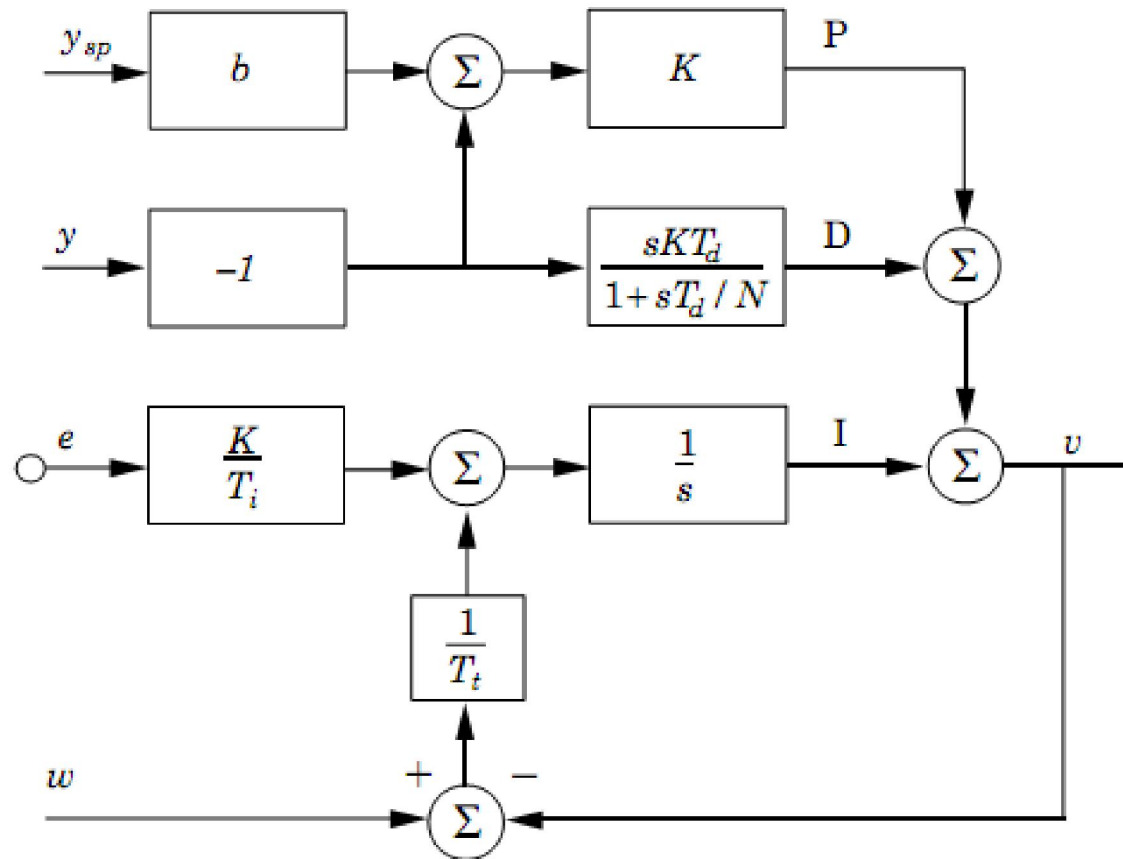 y_sp
b
Σ
K
P
y
–1
sKT_d
1+sT_d / N
D
Σ
e
K
T_i
Σ
1
s
I
Σ
v
1
T_t
w
+
–
Σ